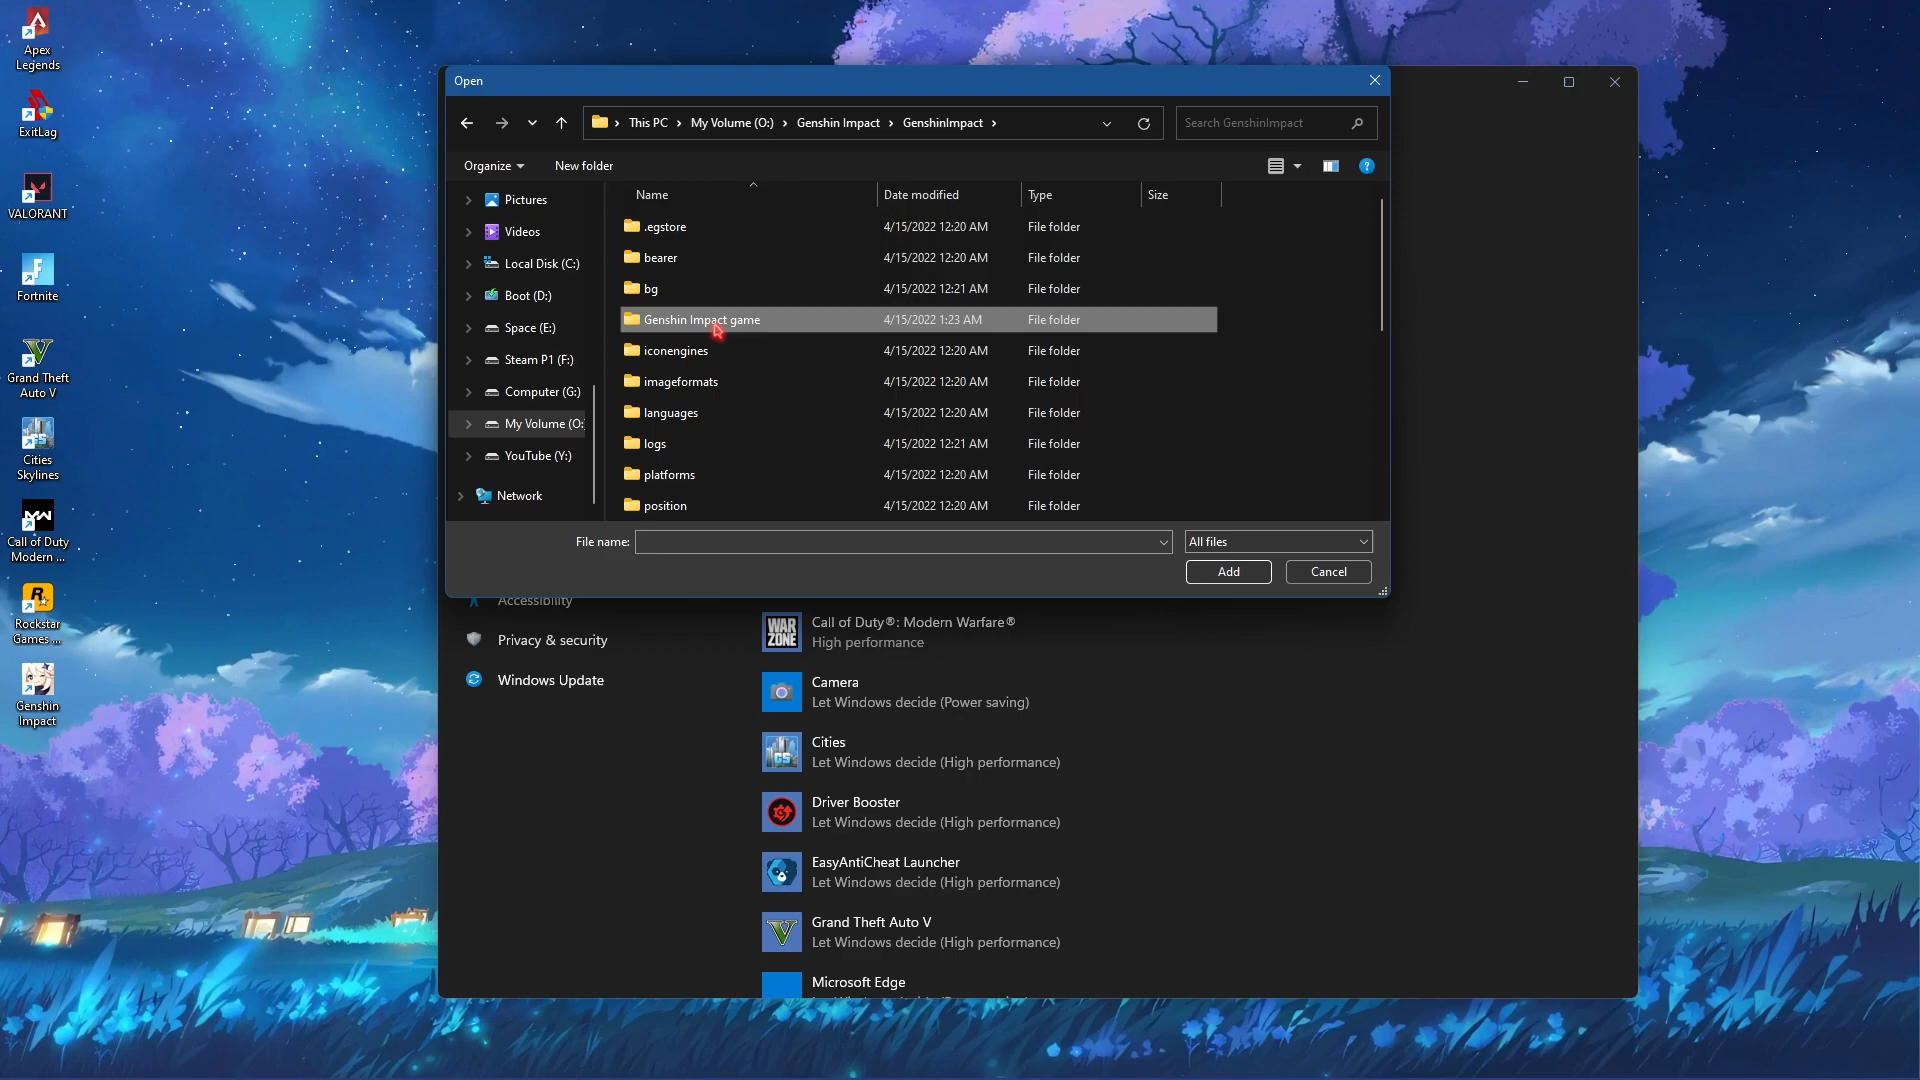 Apex
Legends
ExitLag
VALORANT
Fortnite
Grand Theft
Auto V
Cities
Skylines
Call of Duty
Modern ...
Rockstar
Games ...
Genshin
Impact
Open
This PC > My Volume (O:) > Genshin Impact > GenshinImpact >
Search GenshinImpact
Organize
New folder
Pictures
Videos
Local Disk (C:)
Boot (D:)
Space (E:)
Steam P1 (F:)
Computer (G:)
My Volume (O:
YouTube (Y:)
Network
Name Date modified Type Size
.egstore 4/15/2022 12:20 AM File folder
bearer 4/15/2022 12:20 AM File folder
bg 4/15/2022 12:21 AM File folder
Genshin Impact game 4/15/2022 1:23 AM File folder
iconengines 4/15/2022 12:20 AM File folder
imageformats 4/15/2022 12:20 AM File folder
languages 4/15/2022 12:20 AM File folder
logs 4/15/2022 12:21 AM File folder
platforms 4/15/2022 12:20 AM File folder
position 4/15/2022 12:20 AM File folder
File name:
All files
Add
Cancel
Accessibility
Privacy & security
Windows Update
WAR
ZONE
Call of Duty®: Modern Warfare®
High performance
Camera
Let Windows decide (Power saving)
Cities
Let Windows decide (High performance)
Driver Booster
Let Windows decide (High performance)
EasyAntiCheat Launcher
Let Windows decide (High performance)
Grand Theft Auto V
Let Windows decide (High performance)
Microsoft Edge